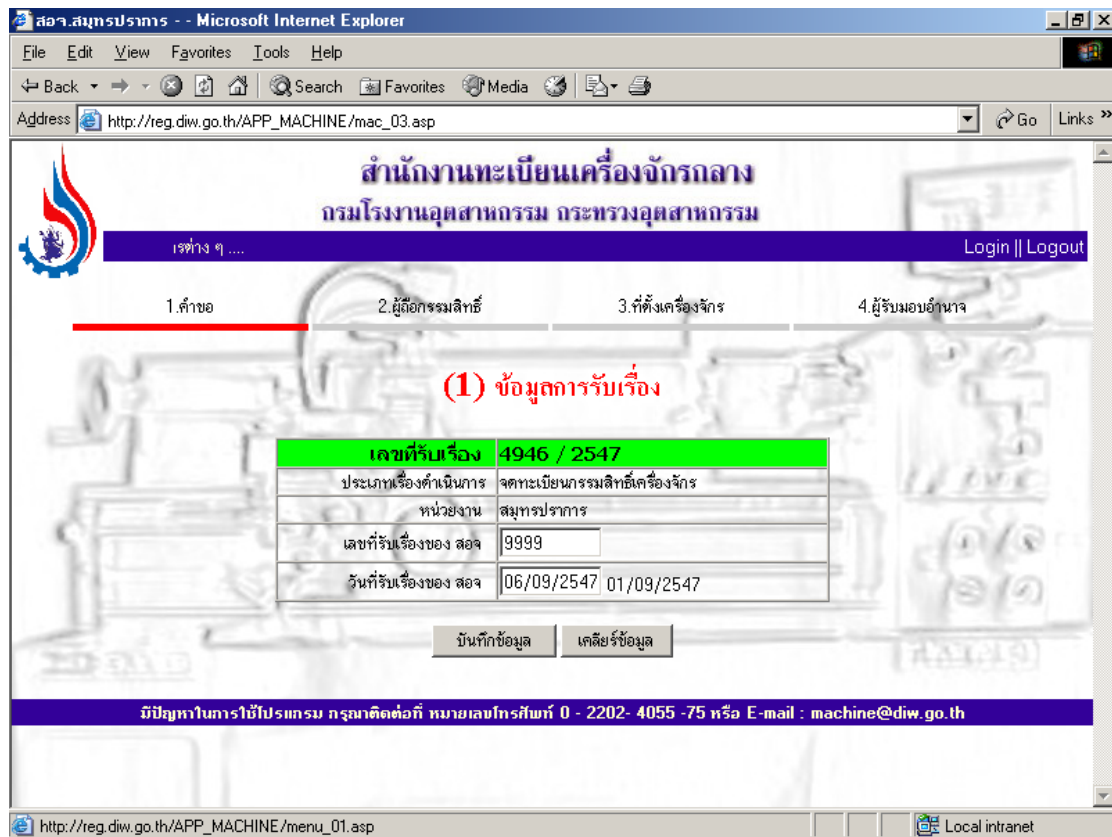 สอจ.สมุทรปราการ - - Microsoft Internet Explorer
File Edit View Favorites Tools Help
Back Search Favorites Media
Address http://reg.diw.go.th/APP_MACHINE/mac_03.asp Go Links »
สำนักงานทะเบียนเครื่องจักรกลาง
กรมโรงงานอุตสาหกรรม กระทรวงอุตสาหกรรม
เรต่าง ๆ .... Login || Logout
1.คำขอ 2.ผู้ถือกรรมสิทธิ์ 3.ที่ตั้งเครื่องจักร 4.ผู้รับมอบอำนาจ
(1) ข้อมูลการรับเรื่อง
เลขที่รับเรื่อง 4946 / 2547
ประเภทเรื่องดำเนินการ จดทะเบียนกรรมสิทธิ์เครื่องจักร
หน่วยงาน สมุทรปราการ
เลขที่รับเรื่องของ สอจ 9999
วันที่รับเรื่องของ สอจ 06/09/2547 01/09/2547
บันทึกข้อมูล เคลียร์ข้อมูล
มีปัญหาในการใช้โปรแกรม กรุณาติดต่อที่ หมายเลขโทรศัพท์ 0 - 2202- 4055 -75 หรือ E-mail : machine@diw.go.th
http://reg.diw.go.th/APP_MACHINE/menu_01.asp Local intranet